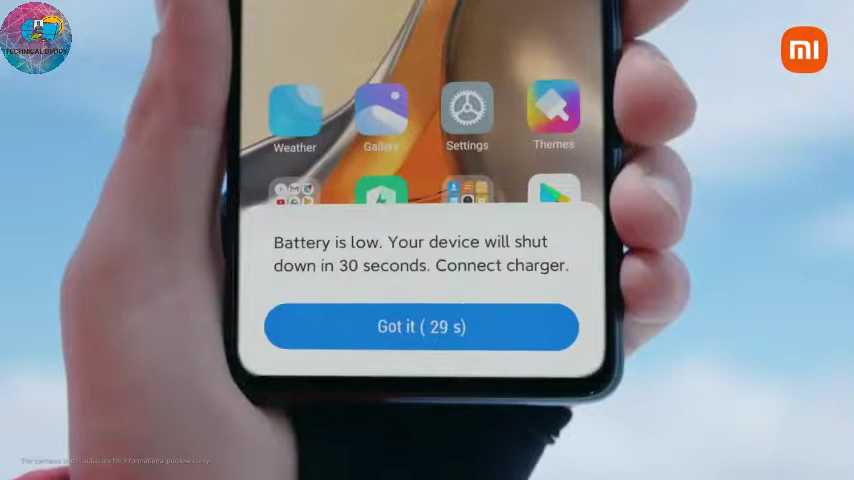 TECHNICAL BUDDY
mi
Weather
Gallery
Settings
Themes
Battery is low. Your device will shut
down in 30 seconds. Connect charger.
Got it ( 29 s)